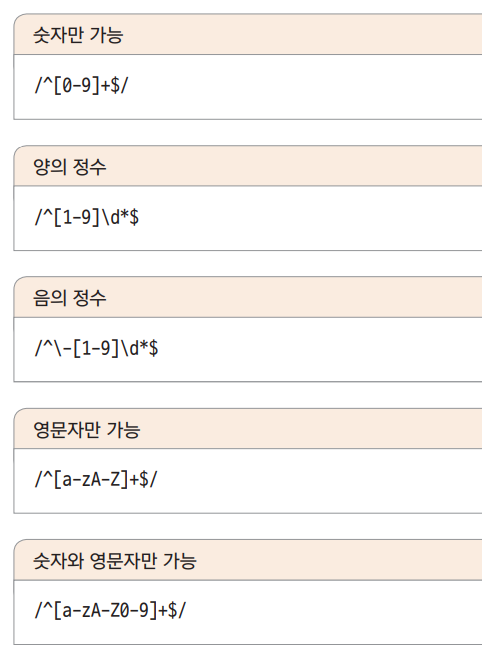 숫자만 가능
/^[0-9]+$/
양의 정수
/^[1-9]\d*$
음의 정수
/^\-[1-9]\d*$
영문자만 가능
/^[a-zA-Z]+$/
숫자와 영문자만 가능
/^[a-zA-Z0-9]+$/